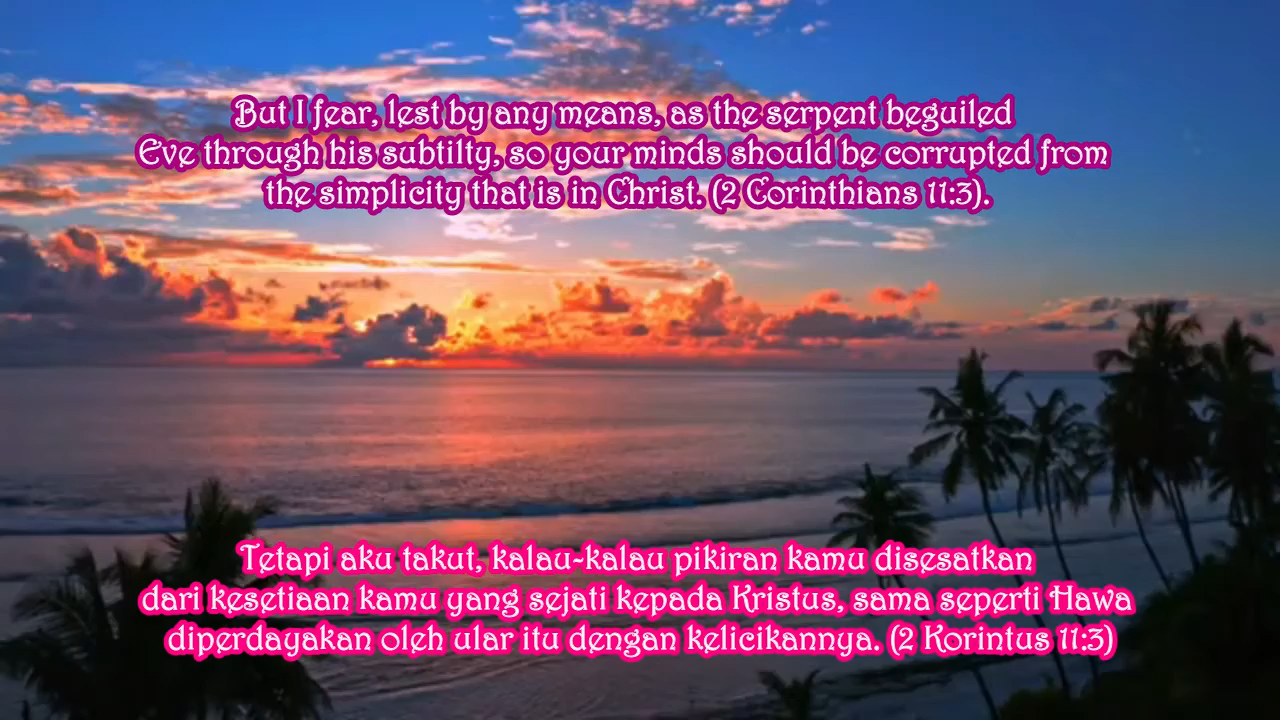 But I fear, lest by any means, as the serpent beguiled
Eve through his subtilty, so your minds should be corrupted from
the simplicity that is in Christ. (2 Corinthians 11:3).
Tetapi aku takut, kalau-kalau pikiran kamu disesatkan
dari kesetiaan kamu yang sejati kepada Kristus, sama seperti Hawa
diperdayakan oleh ular itu dengan kelicikannya. (2 Korintus 11:3)